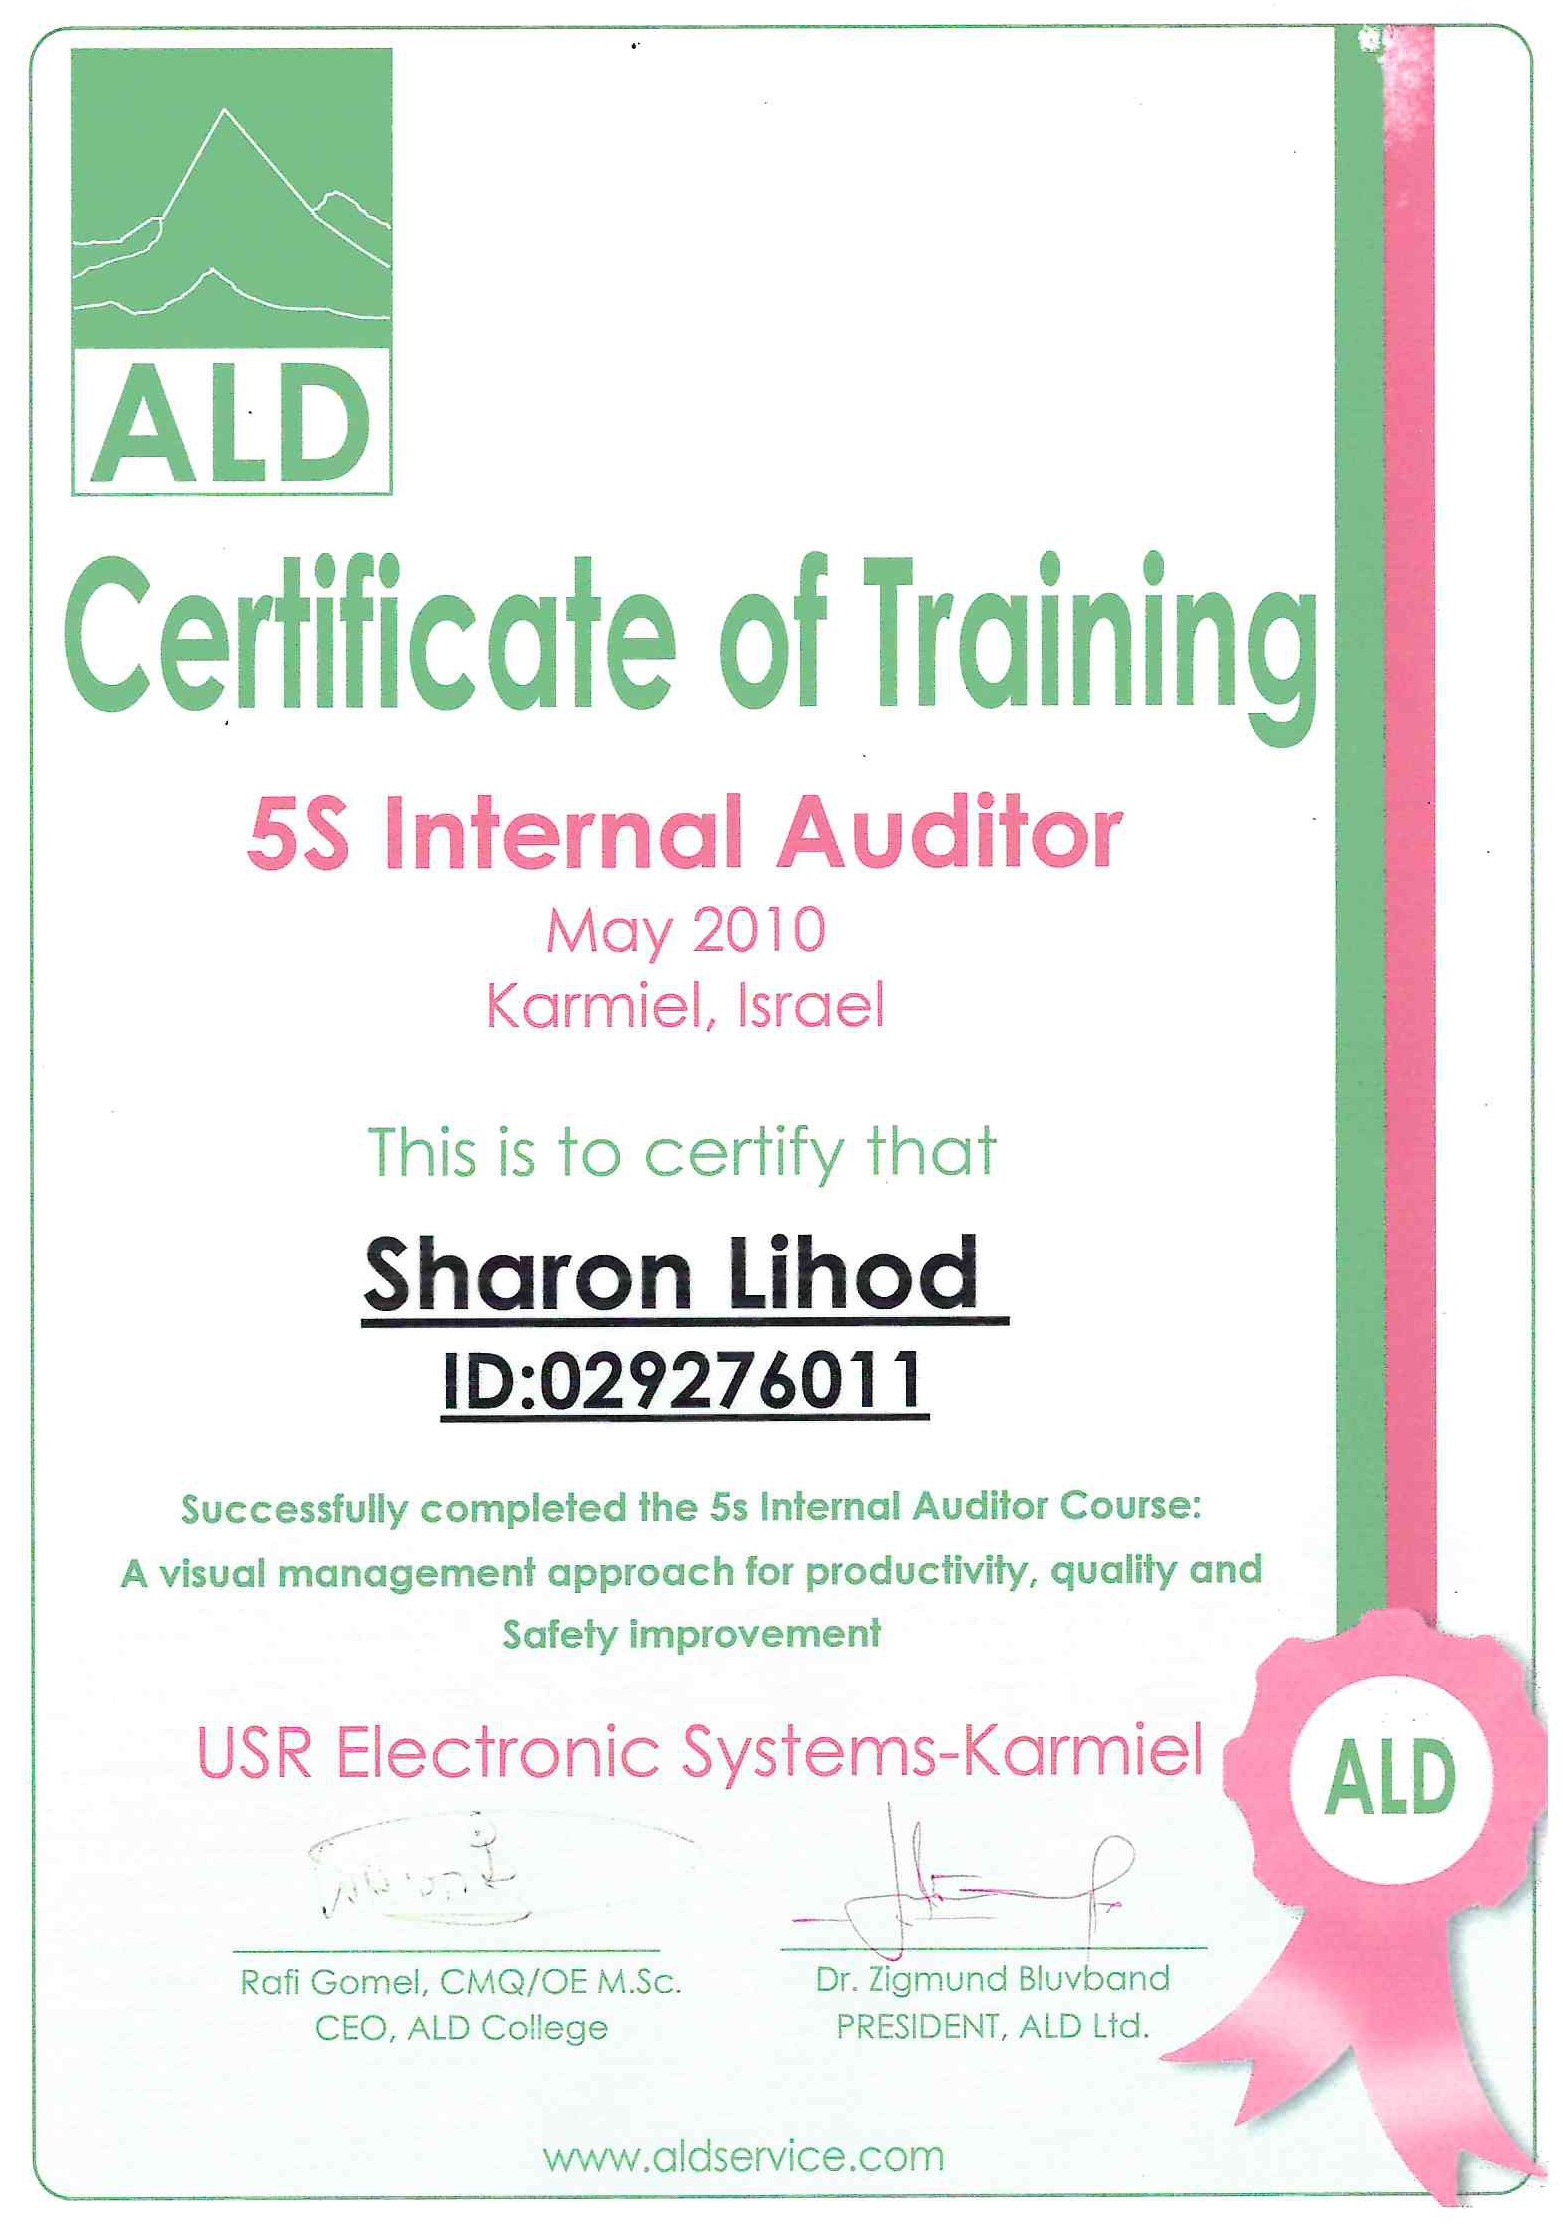 ALD
Certificate of Training
5S Internal Auditor
May 2010
Karmiel, Israel
This is to certify that
Sharon Lihod
ID:029276011
Successfully completed the 5s Internal Auditor Course:
A visual management approach for productivity, quality and
Safety improvement
USR Electronic Systems-Karmiel
ALD
Rafi Gomel, CMQ/OE M.Sc.
CEO, ALD College
Dr. Zigmund Bluvband
PRESIDENT, ALD Ltd.
www.aldservice.com